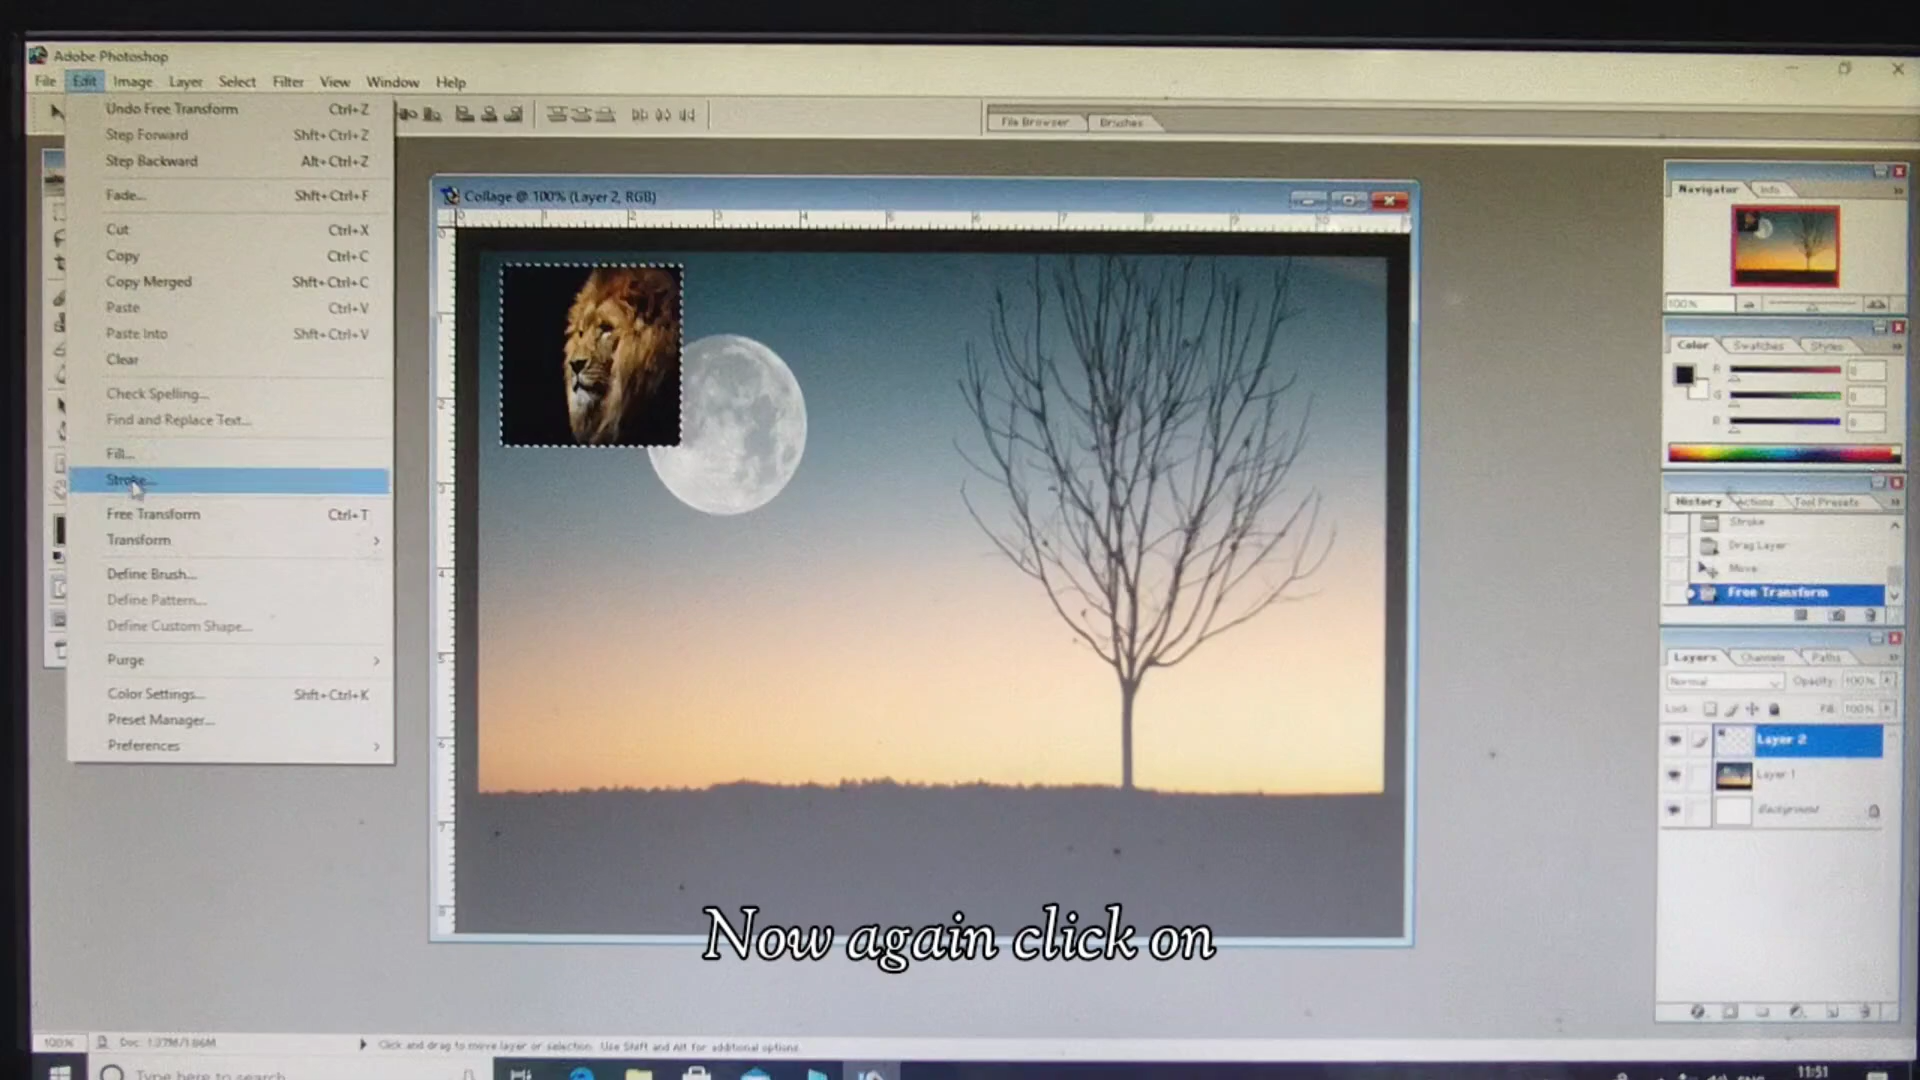 Adobe Photoshop
File Edit Image Layer Select Filter View Window Help
Undo Free Transform Ctrl+Z
Step Forward Shft+Ctrl+Z
Step Backward Alt+Ctrl+Z
Fade... Shft+Ctrl+F
Cut Ctrl+X
Copy Ctrl+C
Copy Merged Shft+Ctrl+C
Paste Ctrl+V
Paste Into Shft+Ctrl+V
Clear
Check Spelling...
Find and Replace Text...
Fill...
Stroke...
Free Transform Ctrl+T
Transform
Define Brush...
Define Pattern...
Define Custom Shape...
Purge
Color Settings... Shft+Ctrl+K
Preset Manager...
Preferences
File Browser Brushes
Collage @ 100% (Layer 2, RGB)
Navigator Info
100%
Color Swatches Styles
R 0
G 0
B 0
History Actions Tool Presets
Stroke
Drag Layer
Move
Free Transform
Layers Channels Paths
Normal Opacity: 100%
Lock: Fill: 100%
Layer 2
Layer 1
Background
Now again click on
100% Doc: 1.37M/1.86M Click and drag to move layer or selection. Use Shift and Alt for additional options.
Type here to search
11:51